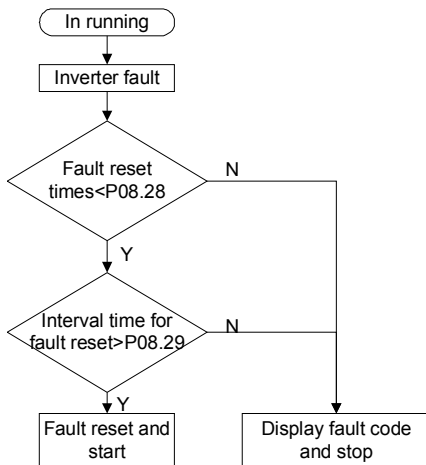 In running
Inverter fault
Fault reset
times<P08.28
N
Y
Interval time for
fault reset>P08.29
N
Y
Fault reset and
start
Display fault code
and stop